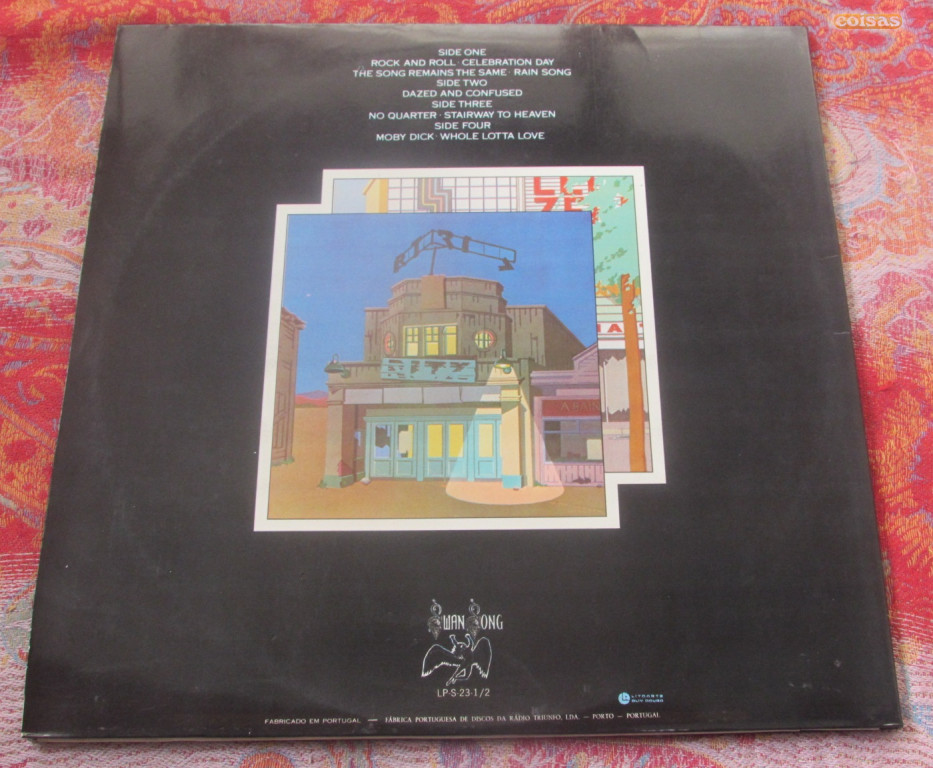 coisas
SIDE ONE
ROCK AND ROLL · CELEBRATION DAY
THE SONG REMAINS THE SAME · RAIN SONG
SIDE TWO
DAZED AND CONFUSED
SIDE THREE
NO QUARTER · STAIRWAY TO HEAVEN
SIDE FOUR
MOBY DICK · WHOLE LOTTA LOVE
ZE
RITZ
SWAN SONG
LP-S-23-1/2
LITOARTE
FABRICADO EM PORTUGAL — FÁBRICA PORTUGUESA DE DISCOS DA RÁDIO TRIUNFO, LDA. — PORTO — PORTUGAL